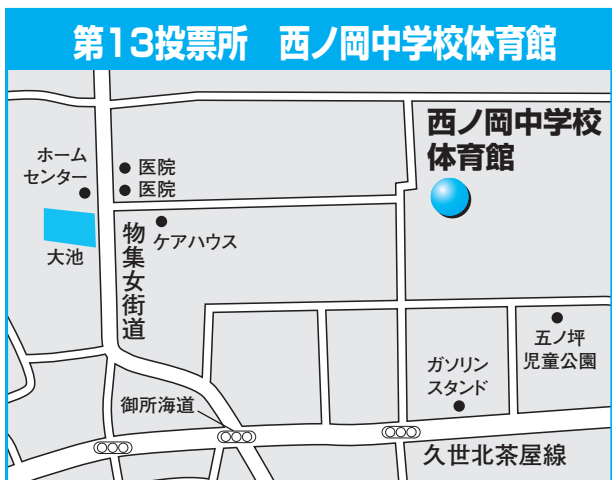 第13投票所　西ノ岡中学校体育館
西ノ岡中学校
体育館
ホーム
センター
医院
医院
大池
物集女街道
ケアハウス
五ノ坪
児童公園
ガソリン
スタンド
御所海道
久世北茶屋線